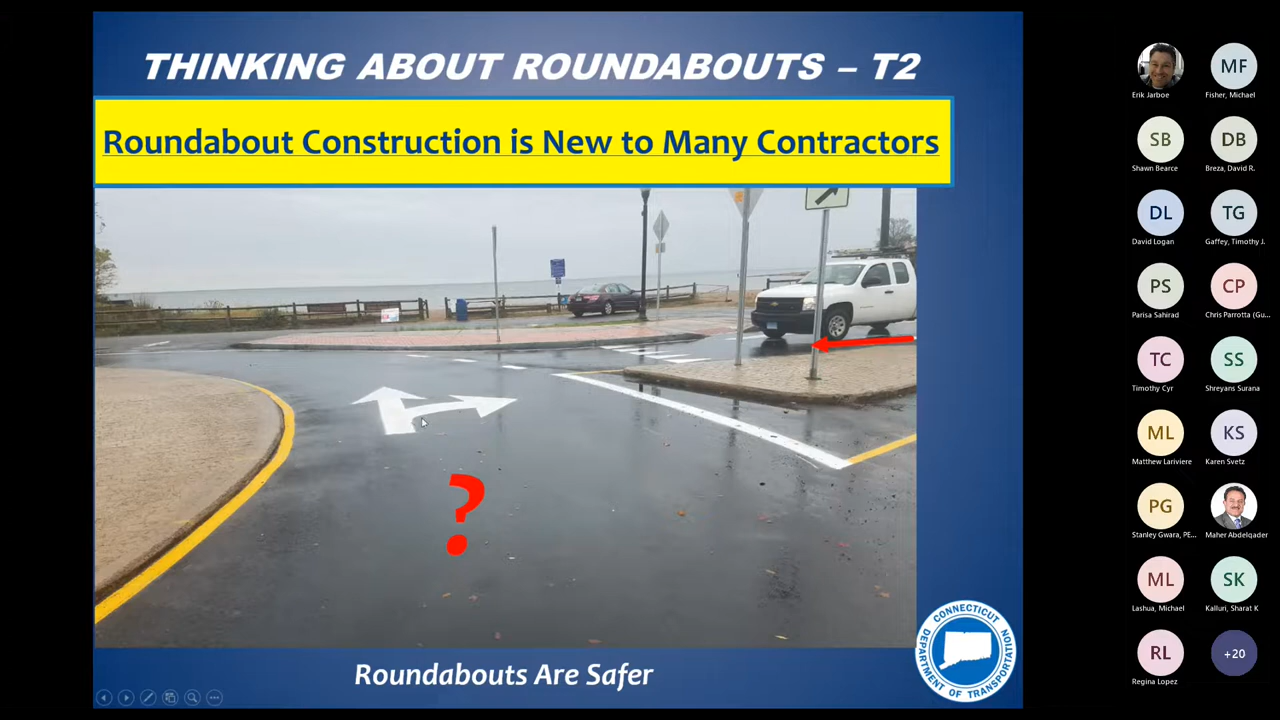 THINKING ABOUT ROUNDABOUTS – T2
Roundabout Construction is New to Many Contractors
?
Roundabouts Are Safer
CONNECTICUT
DEPARTMENT OF TRANSPORTATION
Erik Jarboe
MF
Fisher, Michael
SB
Shawn Bearce
DB
Breza, David R.
DL
David Logan
TG
Gaffey, Timothy J.
PS
Parisa Sahirad
CP
Chris Parrotta (Gu...
TC
Timothy Cyr
SS
Shreyans Surana
ML
Matthew Lariviere
KS
Karen Svetz
PG
Stanley Gwara, PE...
Maher Abdelqader
ML
Lashua, Michael
SK
Kalluri, Sharat K
RL
Regina Lopez
+20